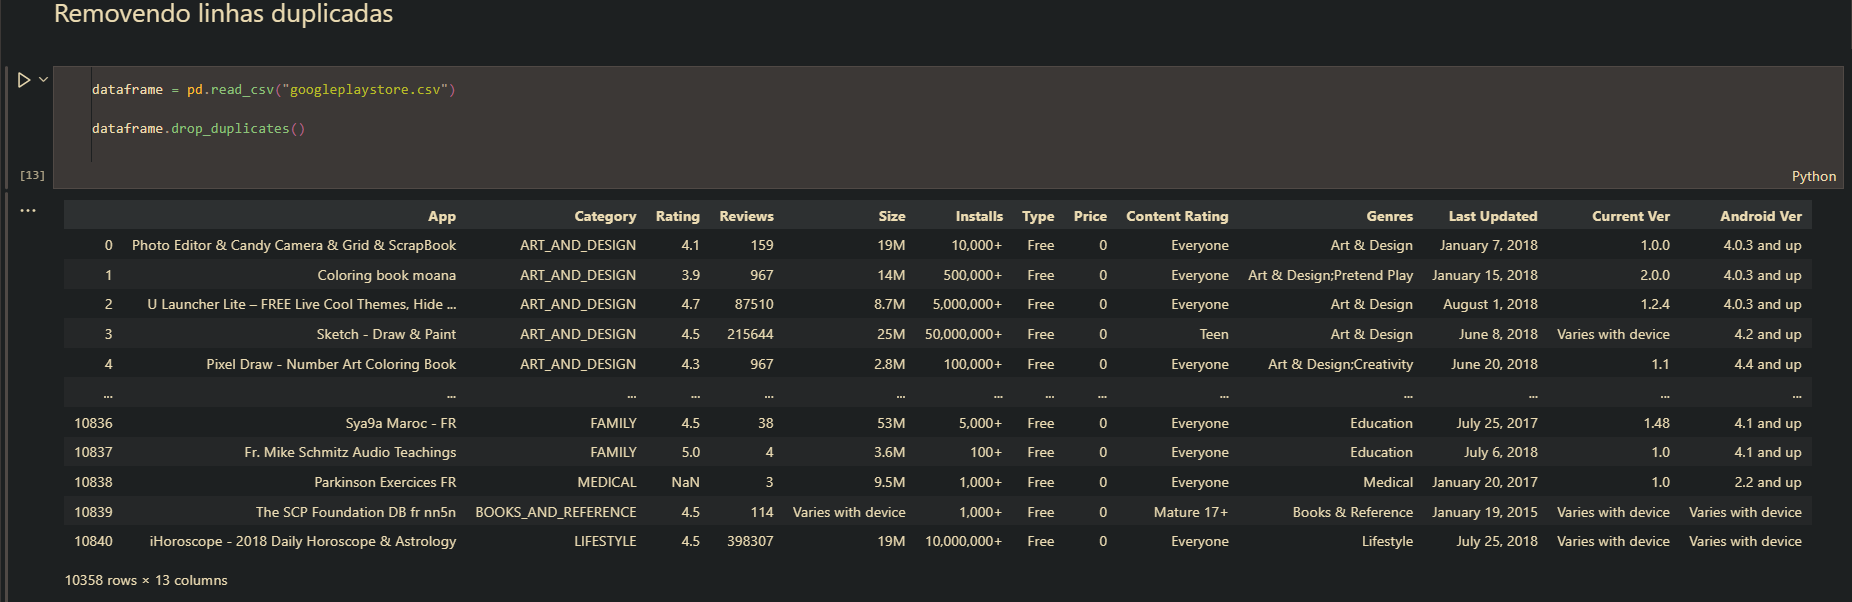 Removendo linhas duplicadas
dataframe = pd.read_csv("googleplaystore.csv")
dataframe.drop_duplicates()
[13]
Python
...
App Category Rating Reviews Size Installs Type Price Content Rating Genres Last Updated Current Ver Android Ver
0 Photo Editor & Candy Camera & Grid & ScrapBook ART_AND_DESIGN 4.1 159 19M 10,000+ Free 0 Everyone Art & Design January 7, 2018 1.0.0 4.0.3 and up
1 Coloring book moana ART_AND_DESIGN 3.9 967 14M 500,000+ Free 0 Everyone Art & Design;Pretend Play January 15, 2018 2.0.0 4.0.3 and up
2 U Launcher Lite – FREE Live Cool Themes, Hide ... ART_AND_DESIGN 4.7 87510 8.7M 5,000,000+ Free 0 Everyone Art & Design August 1, 2018 1.2.4 4.0.3 and up
3 Sketch - Draw & Paint ART_AND_DESIGN 4.5 215644 25M 50,000,000+ Free 0 Teen Art & Design June 8, 2018 Varies with device 4.2 and up
4 Pixel Draw - Number Art Coloring Book ART_AND_DESIGN 4.3 967 2.8M 100,000+ Free 0 Everyone Art & Design;Creativity June 20, 2018 1.1 4.4 and up
... ... ... ... ... ... ... ... ... ... ... ... ... ...
10836 Sya9a Maroc - FR FAMILY 4.5 38 53M 5,000+ Free 0 Everyone Education July 25, 2017 1.48 4.1 and up
10837 Fr. Mike Schmitz Audio Teachings FAMILY 5.0 4 3.6M 100+ Free 0 Everyone Education July 6, 2018 1.0 4.1 and up
10838 Parkinson Exercices FR MEDICAL NaN 3 9.5M 1,000+ Free 0 Everyone Medical January 20, 2017 1.0 2.2 and up
10839 The SCP Foundation DB fr nn5n BOOKS_AND_REFERENCE 4.5 114 Varies with device 1,000+ Free 0 Mature 17+ Books & Reference January 19, 2015 Varies with device Varies with device
10840 iHoroscope - 2018 Daily Horoscope & Astrology LIFESTYLE 4.5 398307 19M 10,000,000+ Free 0 Everyone Lifestyle July 25, 2018 Varies with device Varies with device
10358 rows × 13 columns